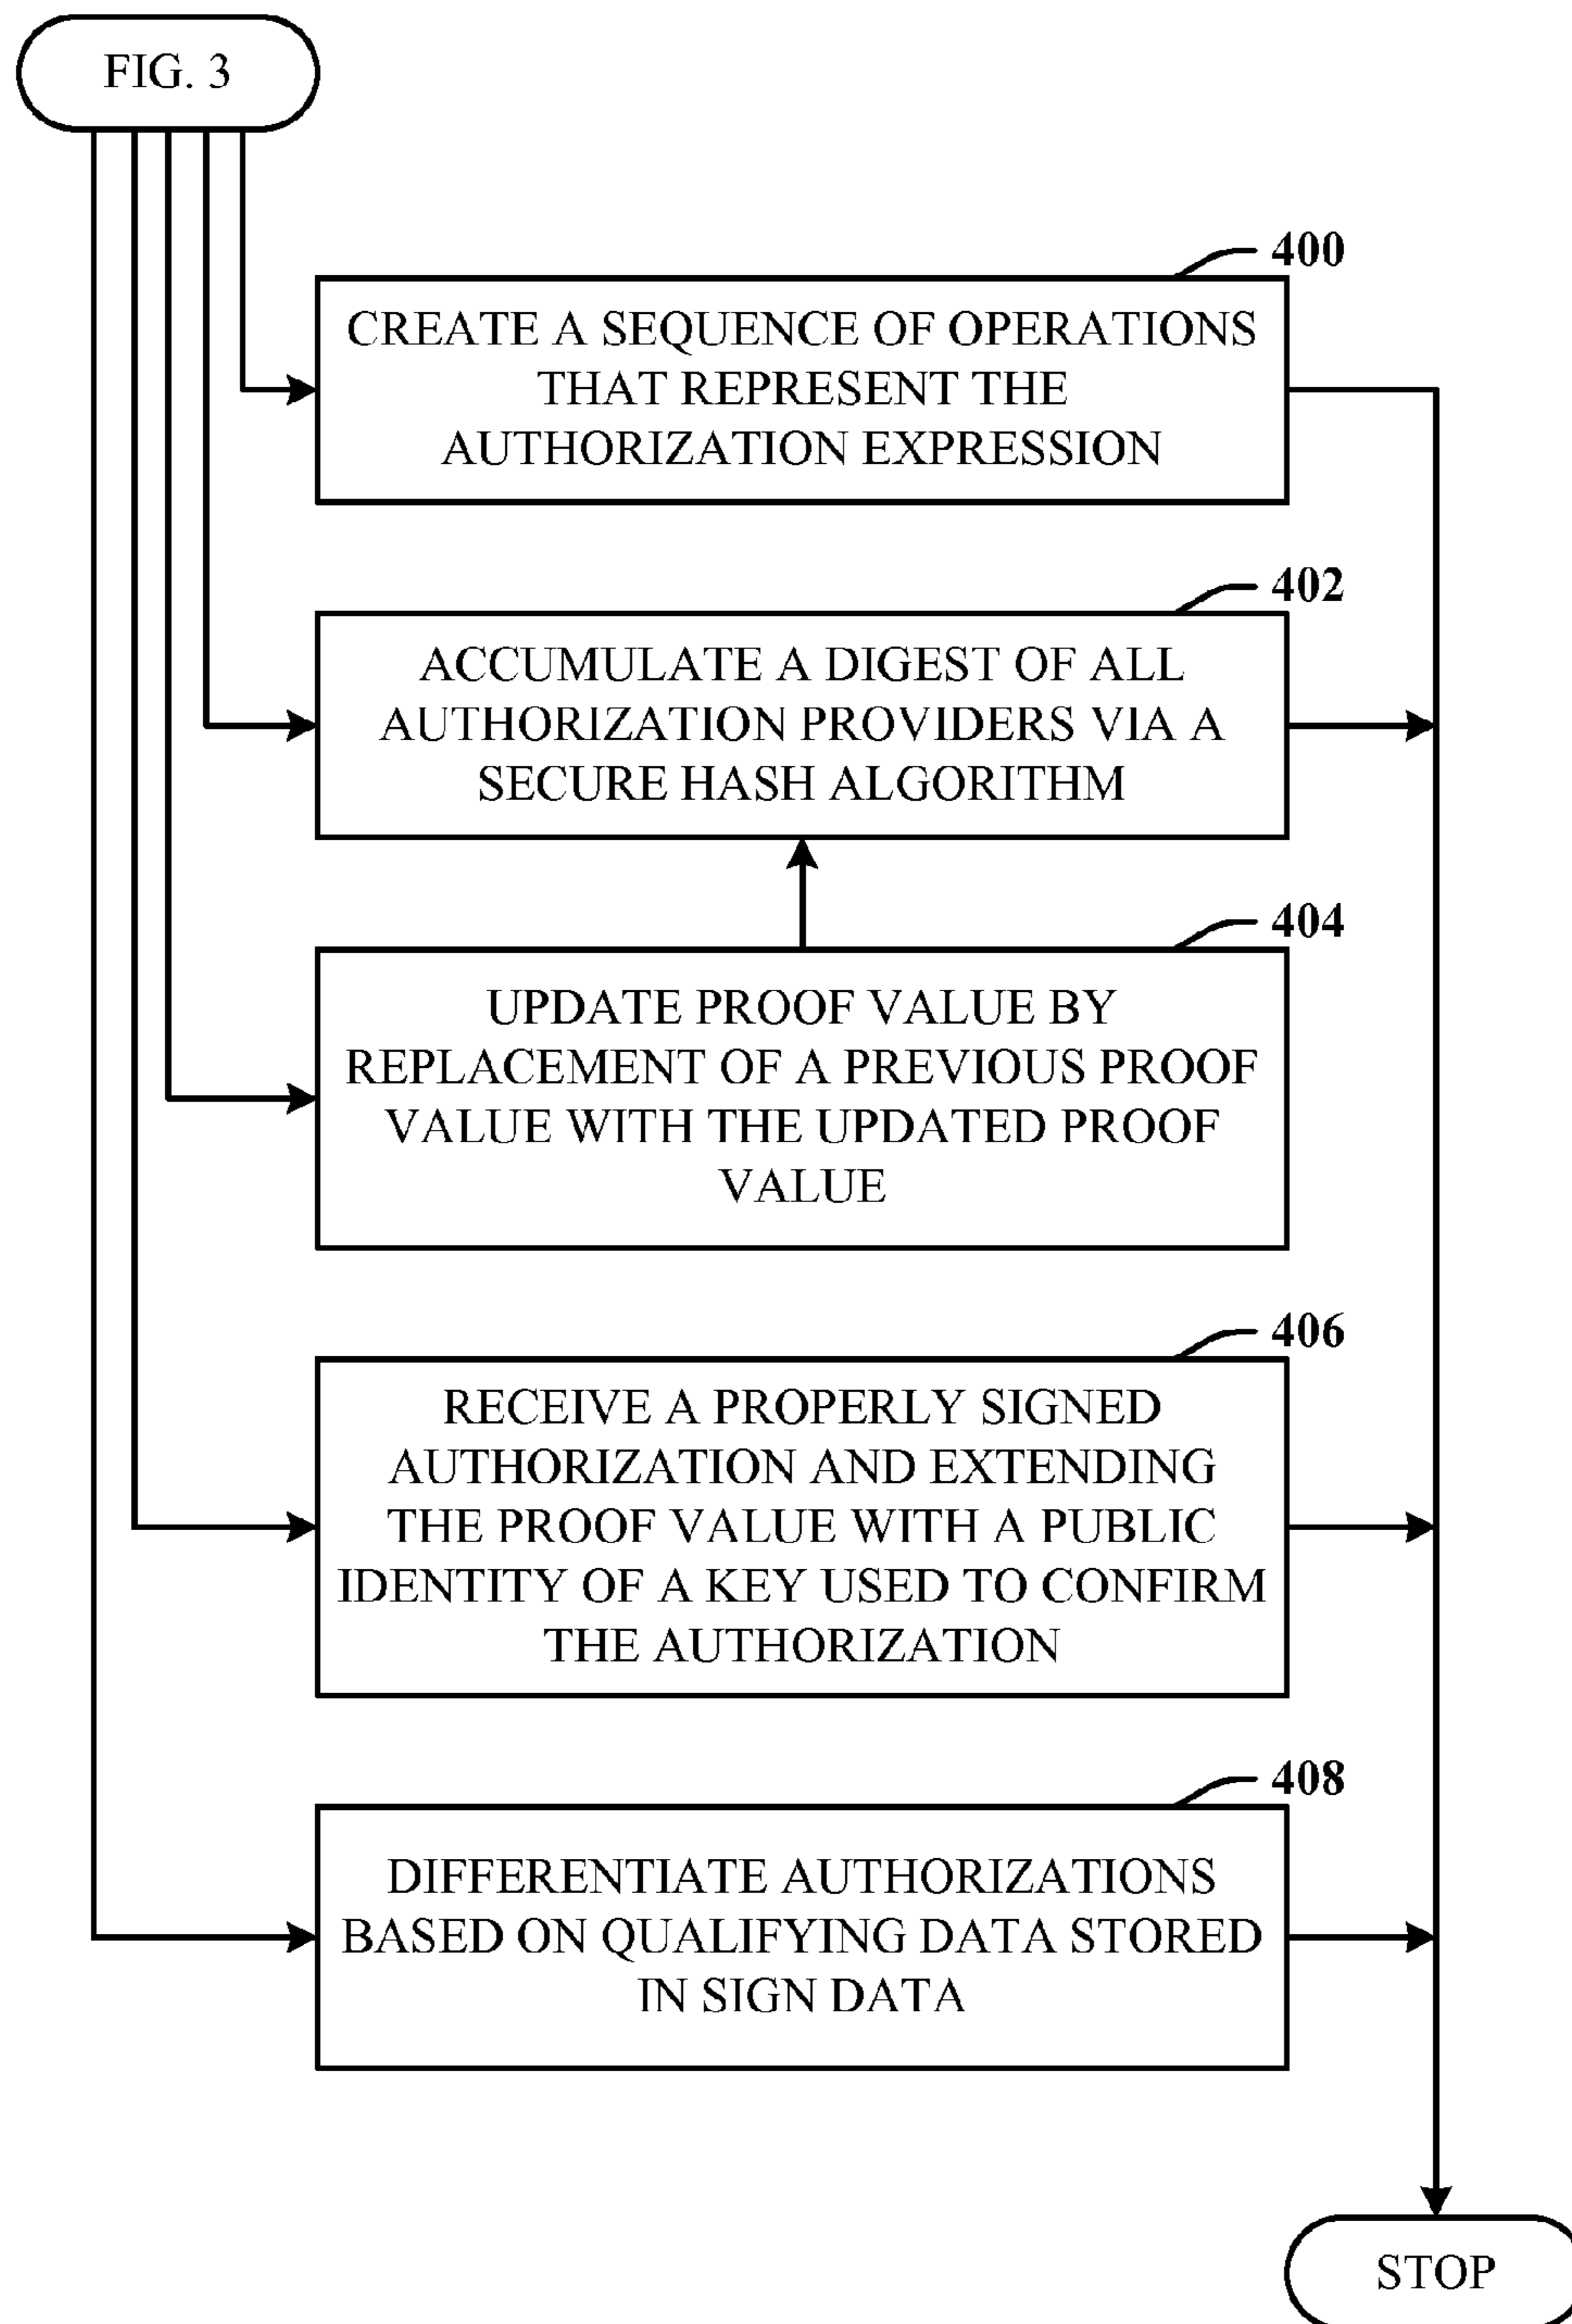 FIG. 3
400
CREATE A SEQUENCE OF OPERATIONS
THAT REPRESENT THE
AUTHORIZATION EXPRESSION
402
ACCUMULATE A DIGEST OF ALL
AUTHORIZATION PROVIDERS VIA A
SECURE HASH ALGORITHM
404
UPDATE PROOF VALUE BY
REPLACEMENT OF A PREVIOUS PROOF
VALUE WITH THE UPDATED PROOF
VALUE
406
RECEIVE A PROPERLY SIGNED
AUTHORIZATION AND EXTENDING
THE PROOF VALUE WITH A PUBLIC
IDENTITY OF A KEY USED TO CONFIRM
THE AUTHORIZATION
408
DIFFERENTIATE AUTHORIZATIONS
BASED ON QUALIFYING DATA STORED
IN SIGN DATA
STOP